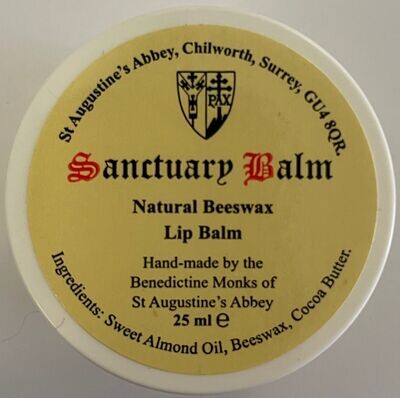 St Augustine's Abbey, Chilworth, Surrey, GU4 8QR.
PAX
Sanctuary Balm
Natural Beeswax
Lip Balm
Hand-made by the
Benedictine Monks of
St Augustine's Abbey
25 ml ℮
Ingredients: Sweet Almond Oil, Beeswax, Cocoa Butter.